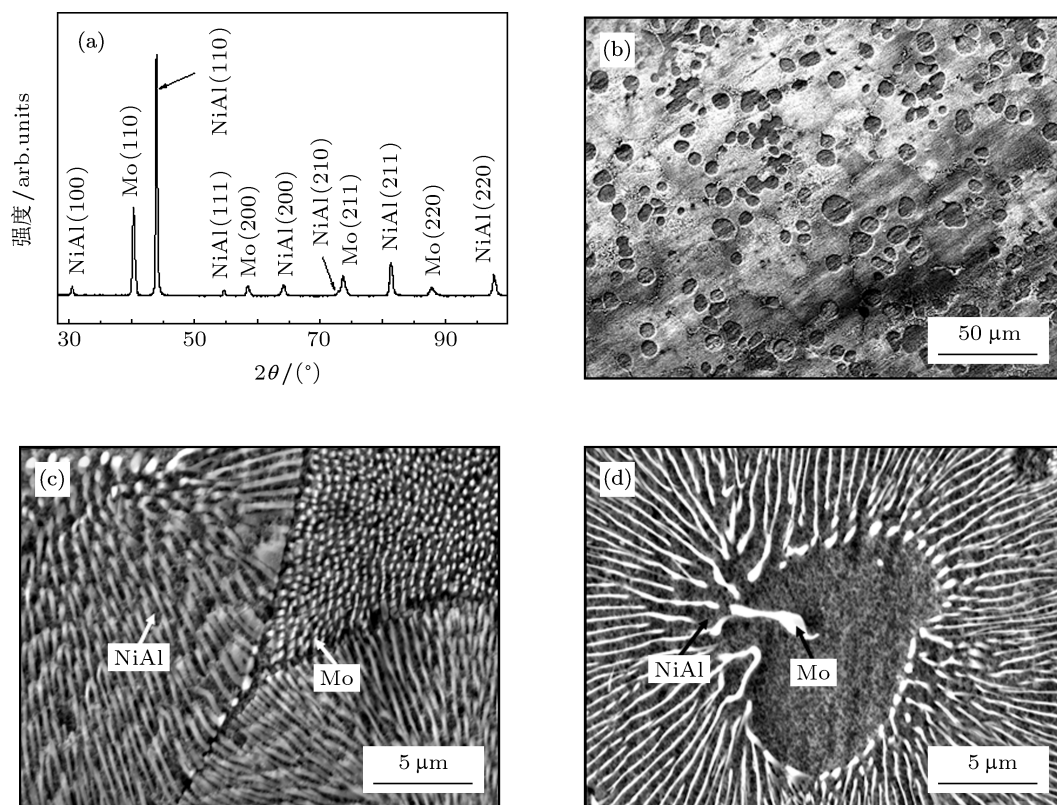 (a)
强度/arb.units
NiAl(100)
Mo(110)
NiAl(110)
NiAl(111)
Mo(200)
NiAl(200)
NiAl(210)
Mo(211)
NiAl(211)
Mo(220)
NiAl(220)
30
50
70
90
2θ/(°)
(b)
50 μm
(c)
NiAl
Mo
5 μm
(d)
NiAl
Mo
5 μm